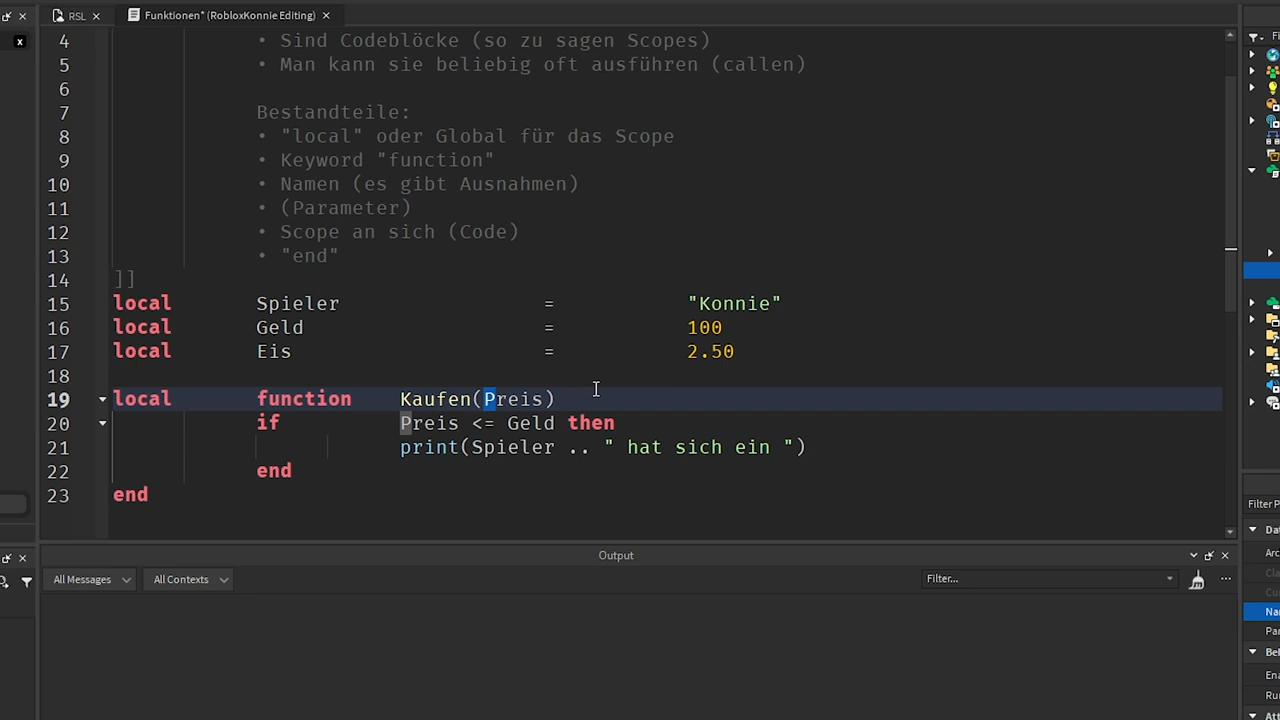 RSL
Funktionen* (RobloxKonnie Editing)
4 • Sind Codeblöcke (so zu sagen Scopes)
5 • Man kann sie beliebig oft ausführen (callen)
6
7 Bestandteile:
8 • "local" oder Global für das Scope
9 • Keyword "function"
10 • Namen (es gibt Ausnahmen)
11 • (Parameter)
12 • Scope an sich (Code)
13 • "end"
14 ]]
15 local Spieler = "Konnie"
16 local Geld = 100
17 local Eis = 2.50
18
19 local function Kaufen(Preis)
20 if Preis <= Geld then
21 print(Spieler .. " hat sich ein ")
22 end
23 end
Output
All Messages All Contexts Filter...
Filter P